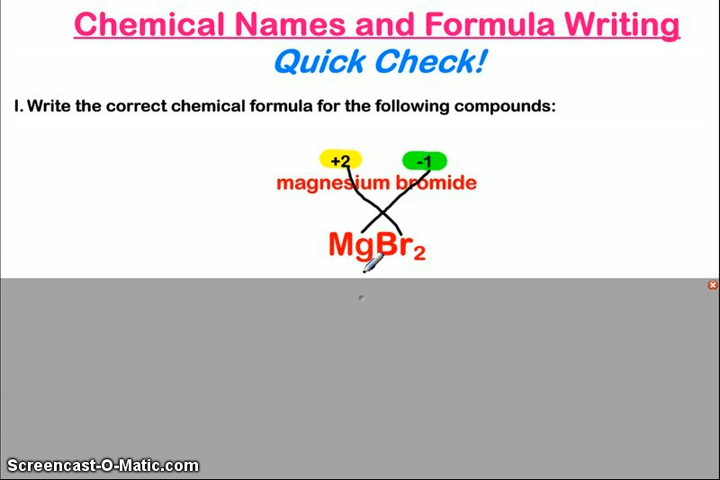 Chemical Names and Formula Writing
Quick Check!
I. Write the correct chemical formula for the following compounds:
+2 -1
magnesium bromide
MgBr₂
Screencast-O-Matic.com